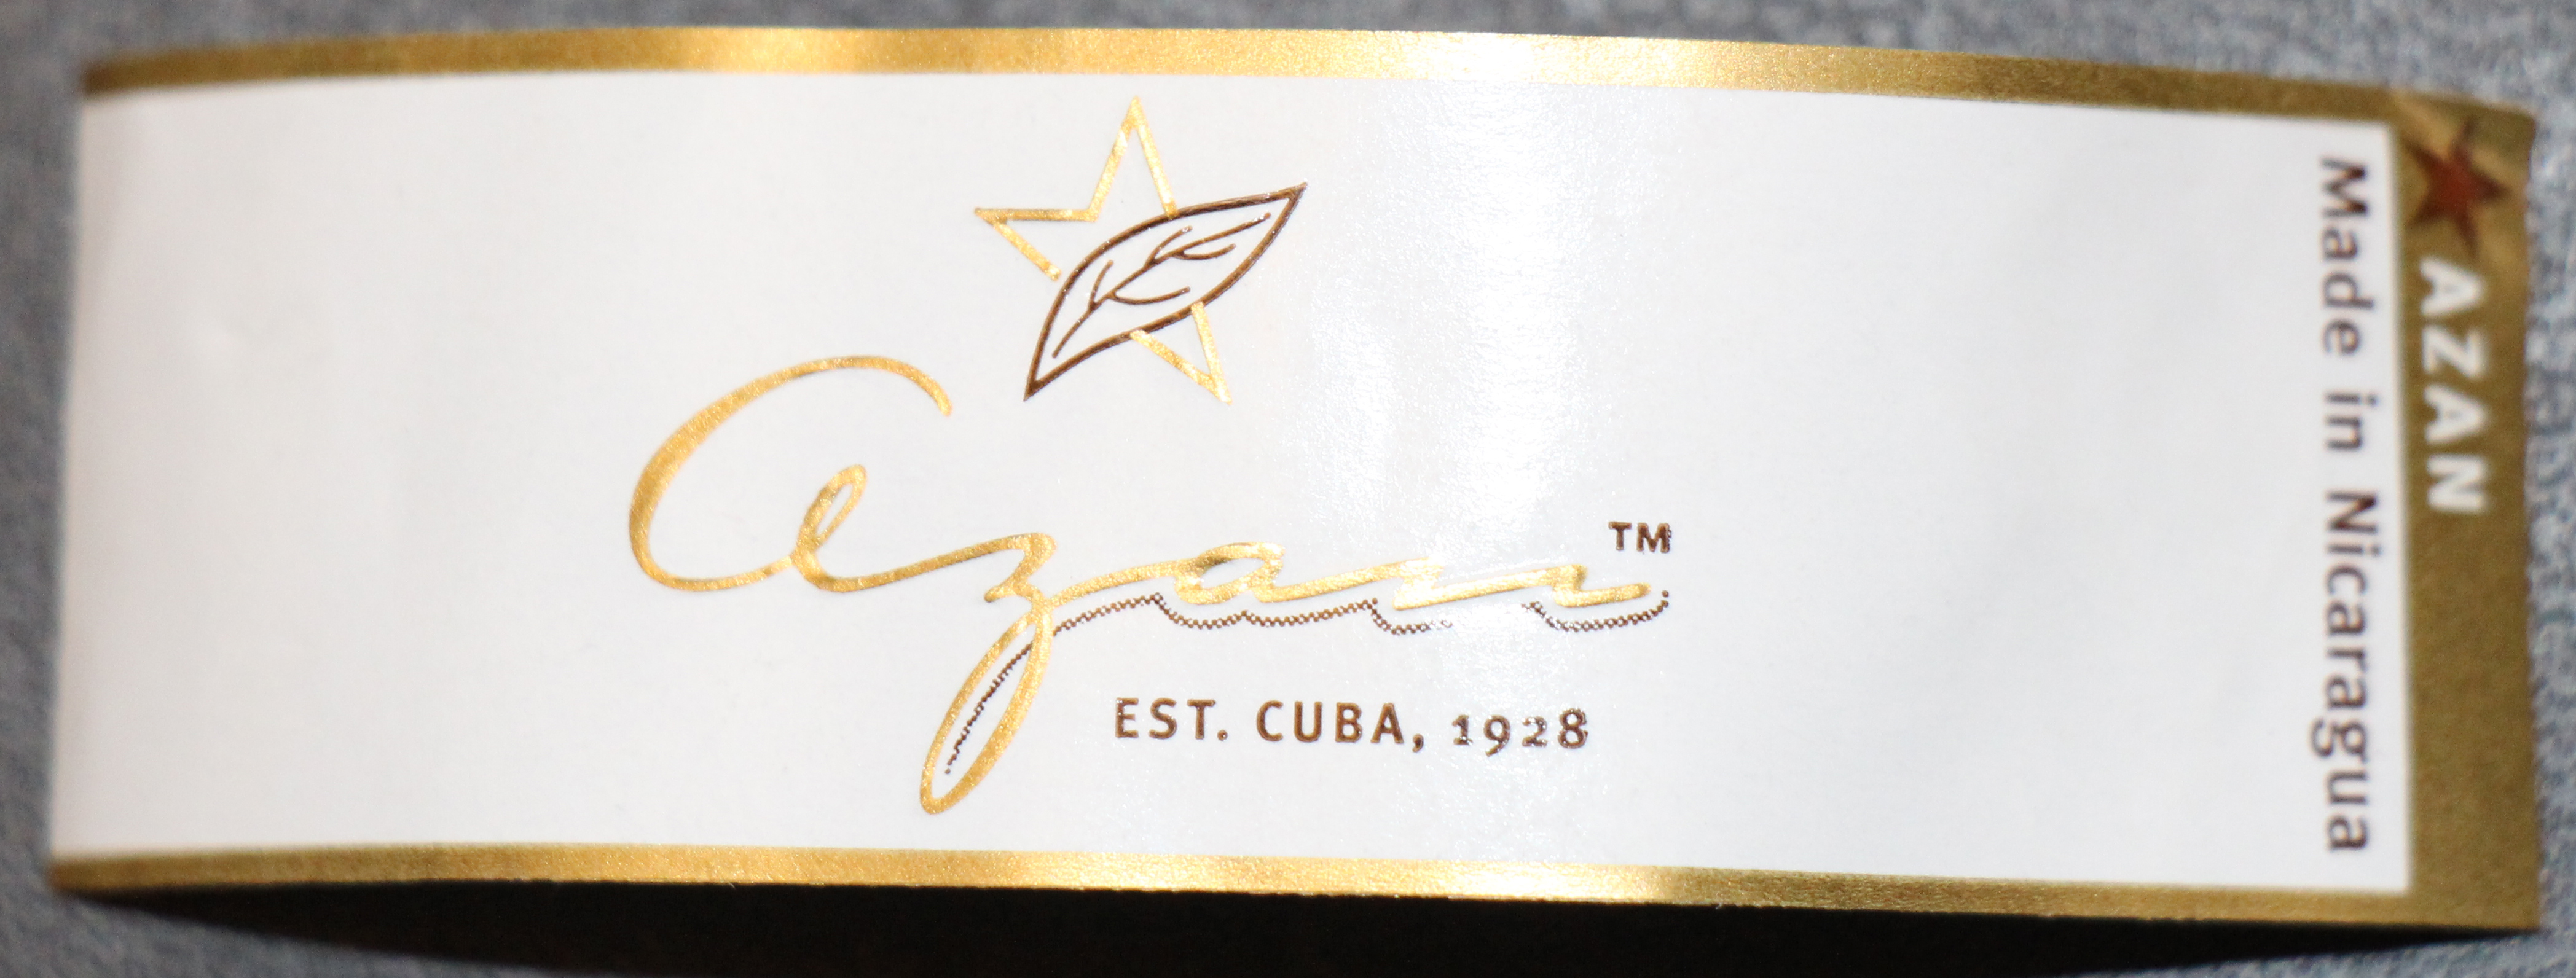 Azan™
EST. CUBA, 1928
Made in Nicaragua
AZAN